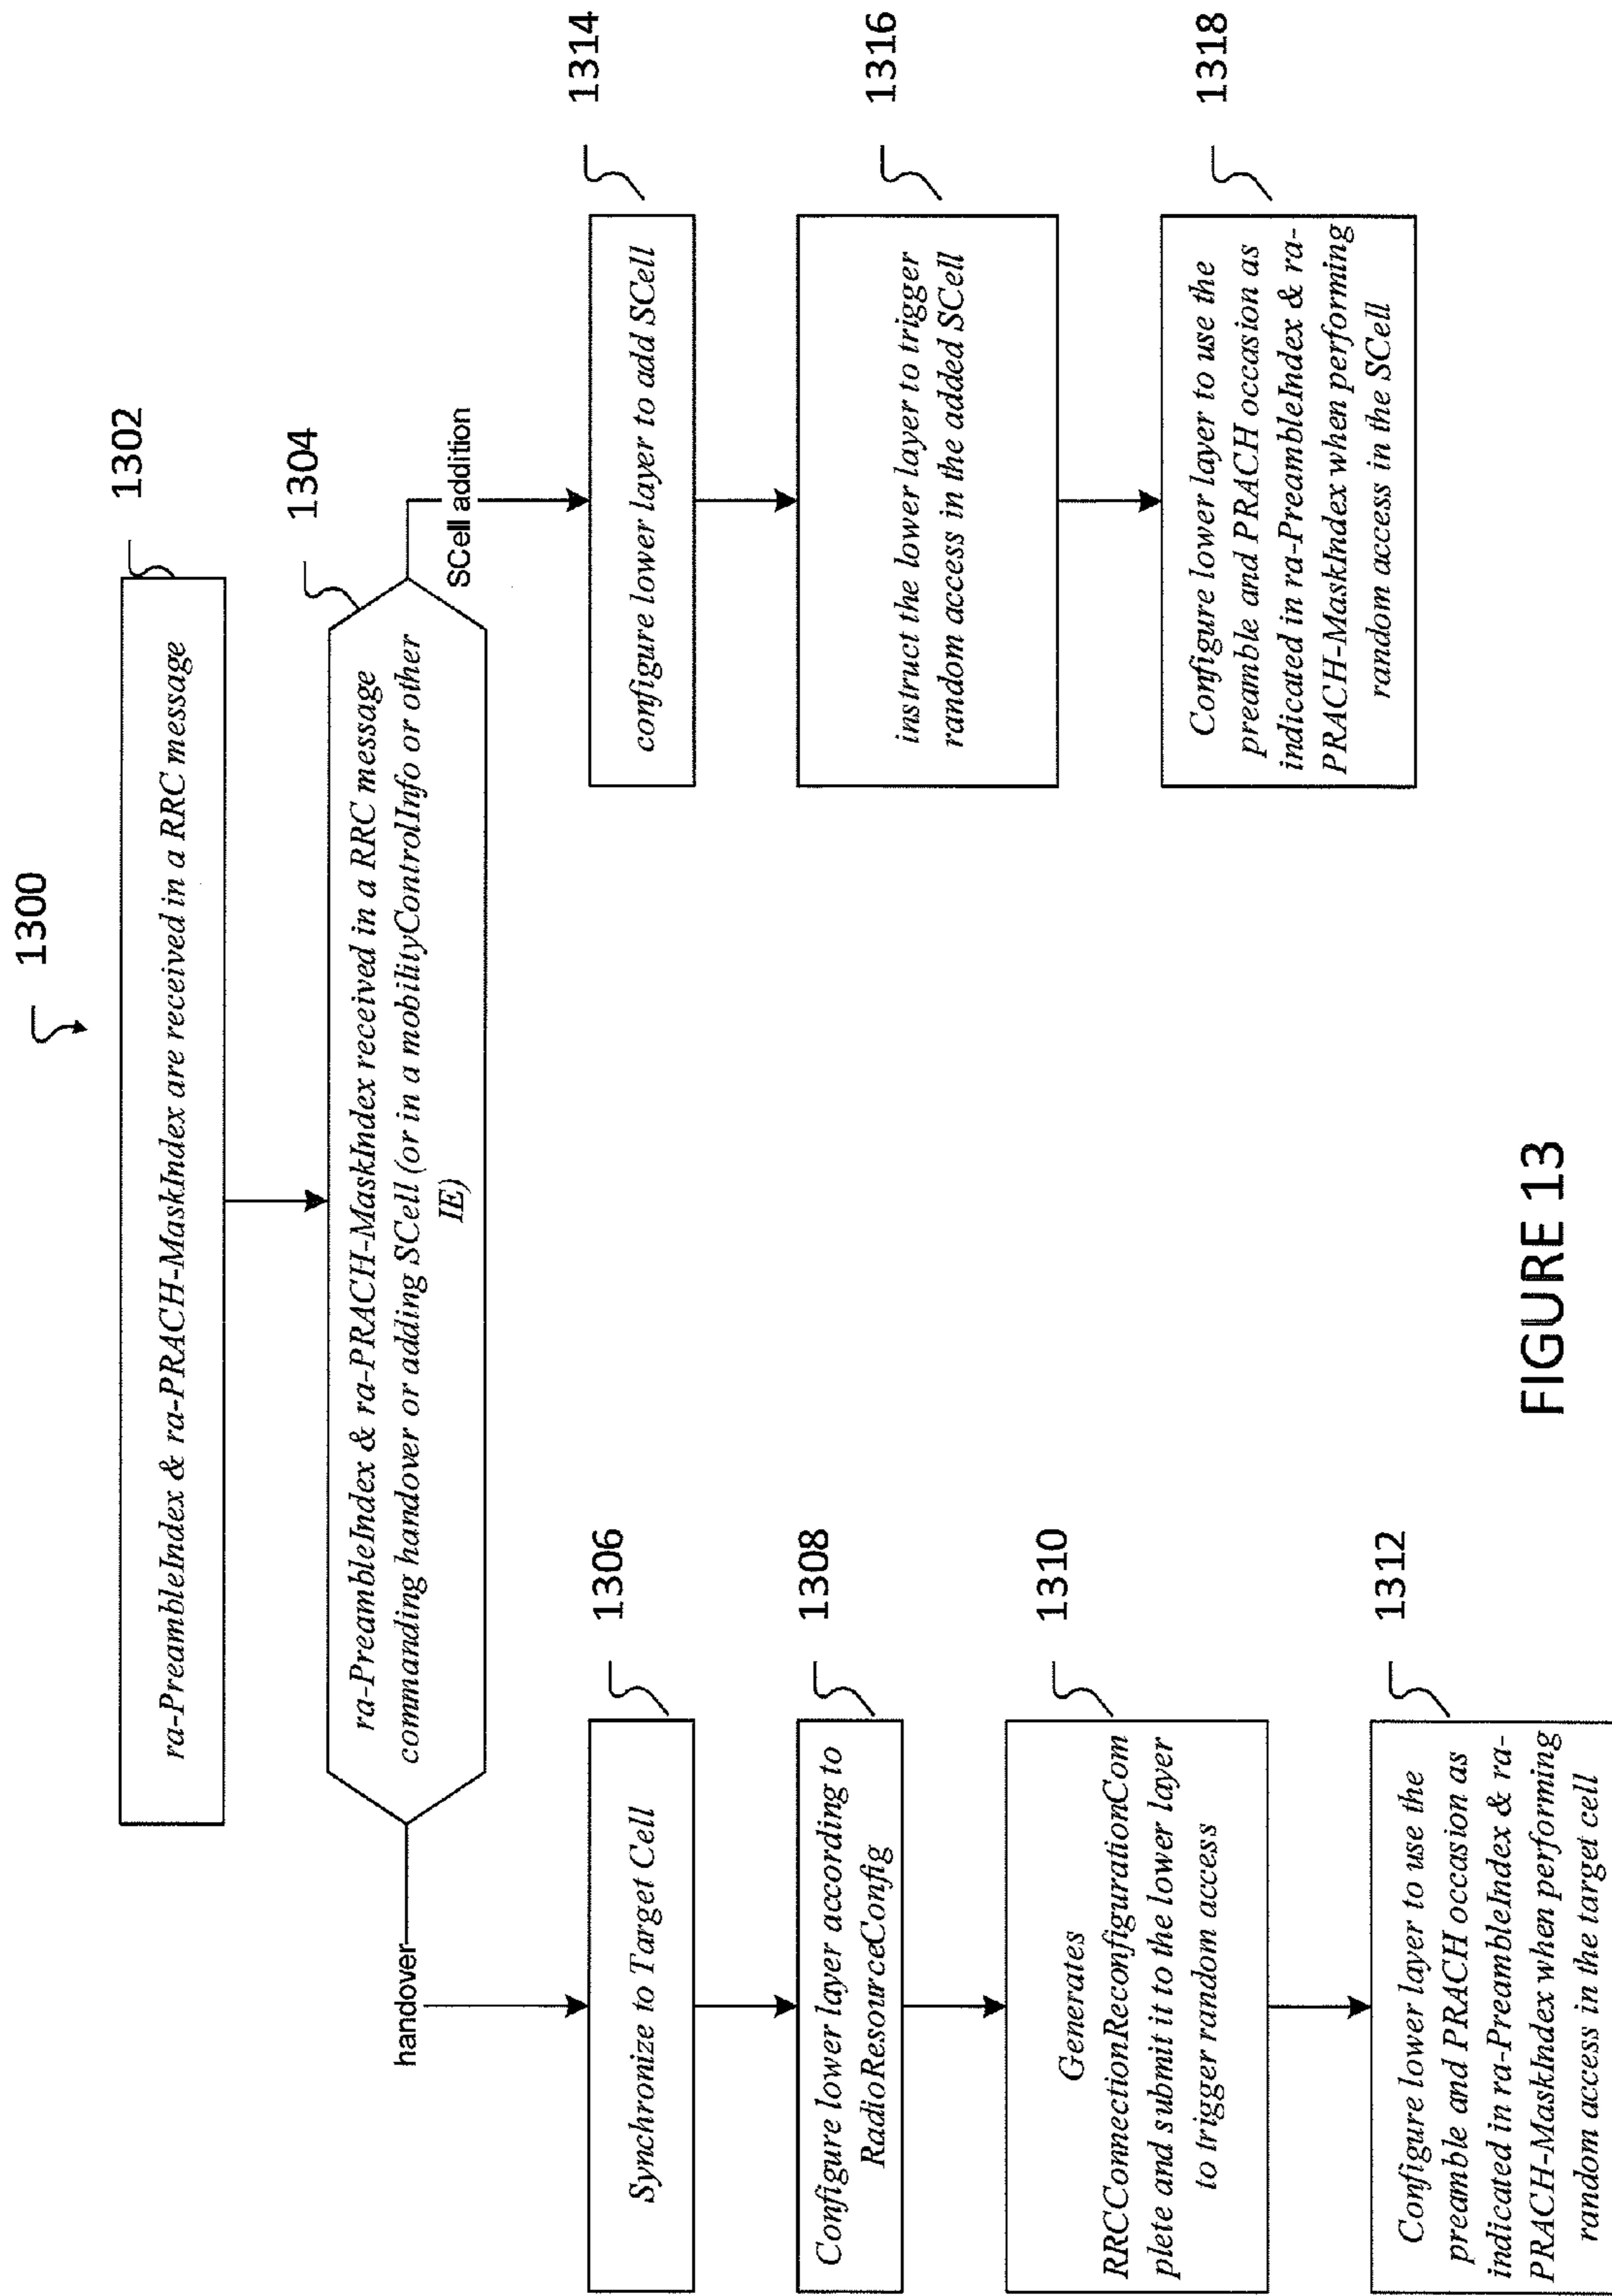 1300
ra-PreambleIndex & ra-PRACH-MaskIndex are received in a RRC message
1302
ra-PreambleIndex & ra-PRACH-MaskIndex received in a RRC message
commanding handover or adding SCell (or in a mobilityControlInfo or other
IE)
1304
handover
SCell addition
Synchronize to Target Cell
1306
Configure lower layer according to
RadioResourceConfig
1308
Generates
RRCConnectionReconfigurationCom
plete and submit it to the lower layer
to trigger random access
1310
Configure lower layer to use the
preamble and PRACH occasion as
indicated in ra-PreambleIndex & ra-
PRACH-MaskIndex when performing
random access in the target cell
1312
configure lower layer to add SCell
1314
instruct the lower layer to trigger
random access in the added SCell
1316
Configure lower layer to use the
preamble and PRACH occasion as
indicated in ra-PreambleIndex & ra-
PRACH-MaskIndex when performing
random access in the SCell
1318
FIGURE 13